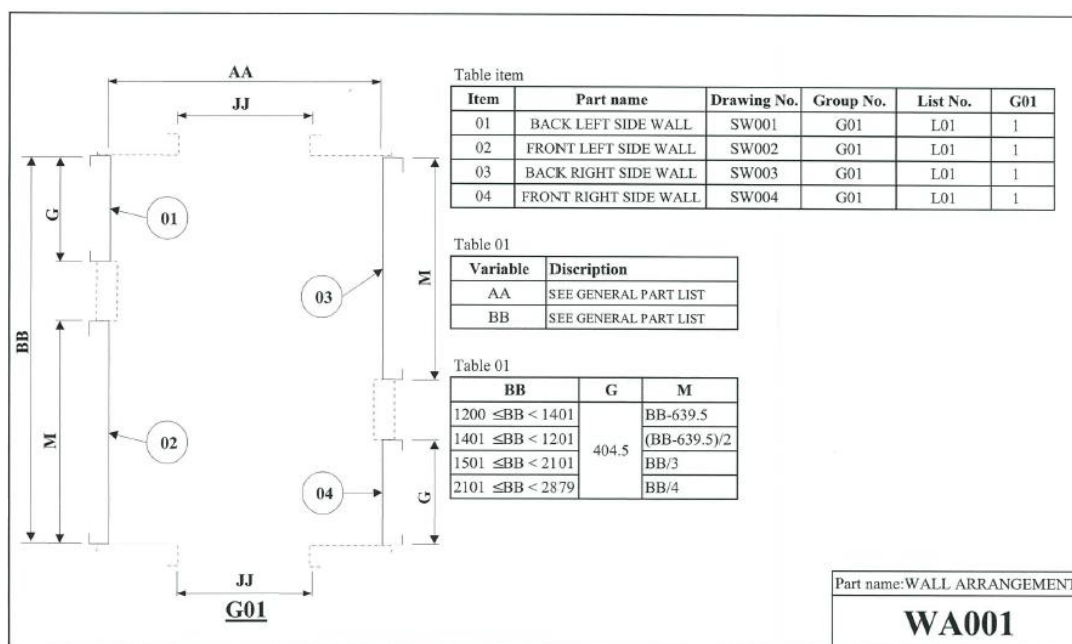 AA
JJ
G
01
BB
M
02
03
M
04
G
JJ
G01
Table item
Item Part name Drawing No. Group No. List No. G01
01 BACK LEFT SIDE WALL SW001 G01 L01 1
02 FRONT LEFT SIDE WALL SW002 G01 L01 1
03 BACK RIGHT SIDE WALL SW003 G01 L01 1
04 FRONT RIGHT SIDE WALL SW004 G01 L01 1
Table 01
Variable Discription
AA SEE GENERAL PART LIST
BB SEE GENERAL PART LIST
Table 01
BB G M
1200 ≤BB < 1401 BB-639.5
1401 ≤BB < 1201 (BB-639.5)/2
404.5
1501 ≤BB < 2101 BB/3
2101 ≤BB < 2879 BB/4
Part name:WALL ARRANGEMENT
WA001